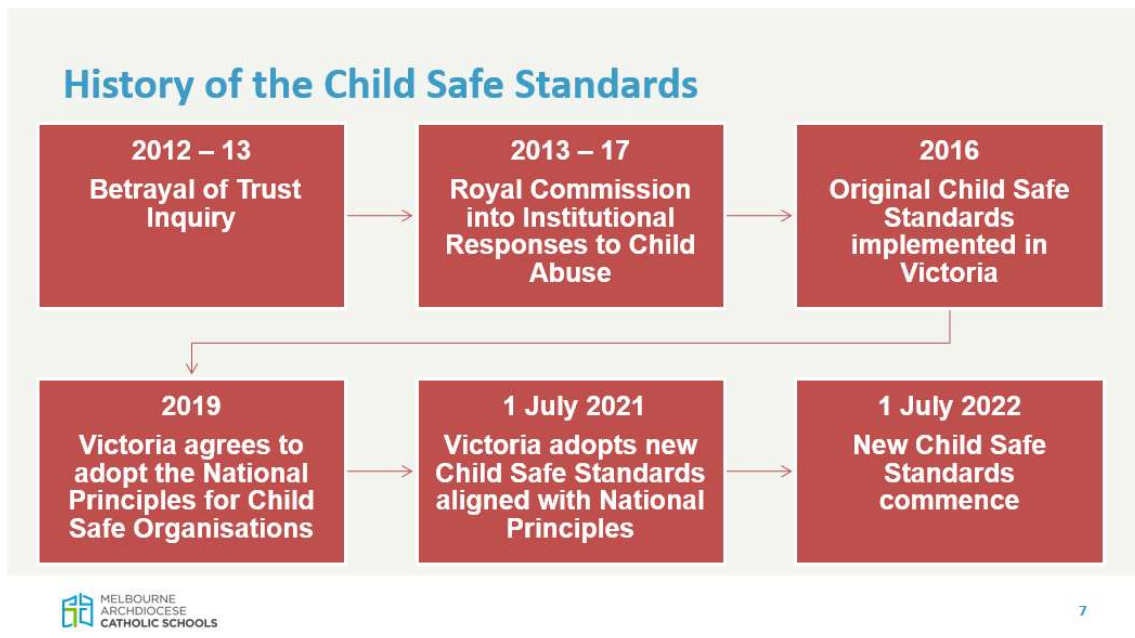 History of the Child Safe Standards
2012 – 13
Betrayal of Trust
Inquiry
2013 – 17
Royal Commission
into Institutional
Responses to Child
Abuse
2016
Original Child Safe
Standards
implemented in
Victoria
2019
Victoria agrees to
adopt the National
Principles for Child
Safe Organisations
1 July 2021
Victoria adopts new
Child Safe Standards
aligned with National
Principles
1 July 2022
New Child Safe
Standards
commence
MELBOURNE
ARCHDIOCESE
CATHOLIC SCHOOLS
7